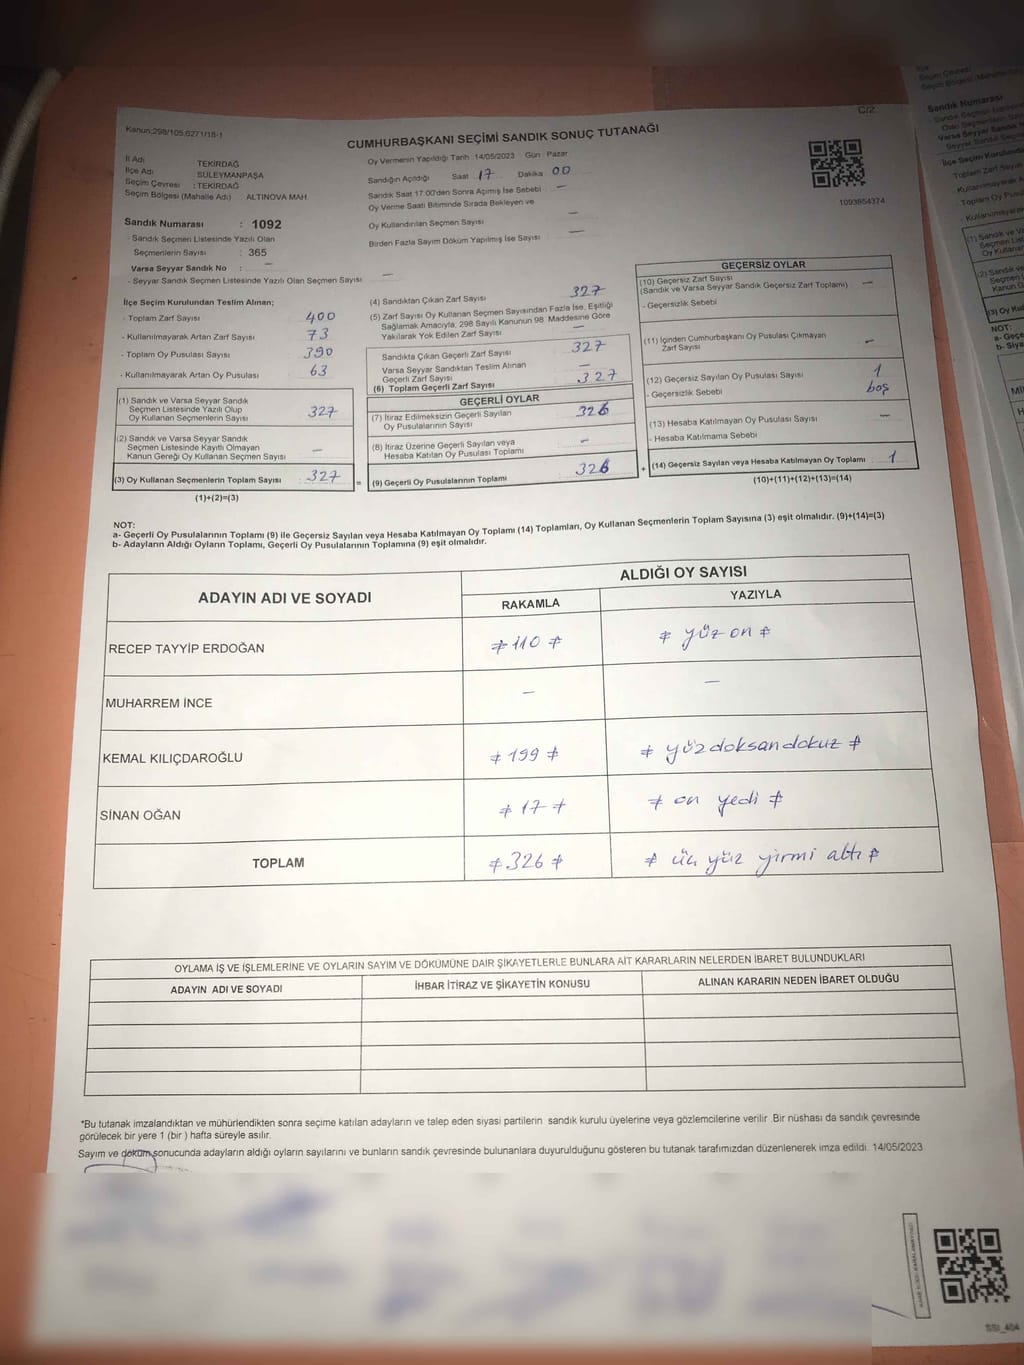 C/2
Kanun:298/105,6271/18-1
CUMHURBAŞKANI SEÇİMİ SANDIK SONUÇ TUTANAĞI
İl Adı TEKİRDAĞ
İlçe Adı SÜLEYMANPAŞA
Seçim Çevresi : TEKİRDAĞ
Seçim Bölgesi (Mahalle Adı) ALTINOVA MAH.
Sandık Numarası : 1092
- Sandık Seçmen Listesinde Yazılı Olan
Seçmenlerin Sayısı : 365
Varsa Seyyar Sandık No : —
- Seyyar Sandık Seçmen Listesinde Yazılı Olan Seçmen Sayısı —
Oy Vermenin Yapıldığı Tarih : 14/05/2023 Gün : Pazar
Sandığın Açıldığı Saat 17 Dakika 00
Sandık Saat 17:00'den Sonra Açımış İse Sebebi —
Oy Verme Saati Bitiminde Sırada Bekleyen ve
Oy Kullandırılan Seçmen Sayısı —
Birden Fazla Sayım Döküm Yapılmış İse Sayısı —
1093854374
İlçe Seçim Kurulundan Teslim Alınan;
- Toplam Zarf Sayısı 400
- Kullanılmayarak Artan Zarf Sayısı 73
- Toplam Oy Pusulası Sayısı 390
- Kullanılmayarak Artan Oy Pusulası 63
(1) Sandık ve Varsa Seyyar Sandık
Seçmen Listesinde Yazılı Olup
Oy Kullanan Seçmenlerin Sayısı 327
(2) Sandık ve Varsa Seyyar Sandık
Seçmen Listesinde Kayıtlı Olmayan
Kanun Gereği Oy Kullanan Seçmen Sayısı —
(3) Oy Kullanan Seçmenlerin Toplam Sayısı 327
(1)+(2)=(3)
(4) Sandıktan Çıkan Zarf Sayısı 327
(5) Zarf Sayısı Oy Kullanan Seçmen Sayısından Fazla İse, Eşitliği
Sağlamak Amacıyla, 298 Sayılı Kanunun 98. Maddesine Göre
Yakılarak Yok Edilen Zarf Sayısı —
Sandıkta Çıkan Geçerli Zarf Sayısı 327
Varsa Seyyar Sandıktan Teslim Alınan
Geçerli Zarf Sayısı —
(6) Toplam Geçerli Zarf Sayısı 327
GEÇERLİ OYLAR
(7) İtiraz Edilmeksizin Geçerli Sayılan
Oy Pusulalarının Sayısı 326
(8) İtiraz Üzerine Geçerli Sayılan veya
Hesaba Katılan Oy Pusulası Toplamı —
= (9) Geçerli Oy Pusulalarının Toplamı 326
GEÇERSİZ OYLAR
(10) Geçersiz Zarf Sayısı
(Sandık ve Varsa Seyyar Sandık Geçersiz Zarf Toplamı) —
- Geçersizlik Sebebi
(11) İçinden Cumhurbaşkanı Oy Pusulası Çıkmayan
Zarf Sayısı —
(12) Geçersiz Sayılan Oy Pusulası Sayısı 1
- Geçersizlik Sebebi boş
(13) Hesaba Katılmayan Oy Pusulası Sayısı —
- Hesaba Katılmama Sebebi
+ (14) Geçersiz Sayılan veya Hesaba Katılmayan Oy Toplamı 1
(10)+(11)+(12)+(13)=(14)
NOT:
a- Geçerli Oy Pusulalarının Toplamı (9) ile Geçersiz Sayılan veya Hesaba Katılmayan Oy Toplamı (14) Toplamları, Oy Kullanan Seçmenlerin Toplam Sayısına (3) eşit olmalıdır. (9)+(14)=(3)
b- Adayların Aldığı Oyların Toplamı, Geçerli Oy Pusulalarının Toplamına (9) eşit olmalıdır.
ADAYIN ADI VE SOYADI
ALDIĞI OY SAYISI
RAKAMLA YAZIYLA
RECEP TAYYİP ERDOĞAN ≠ 110 ≠ ≠ yüz on ≠
MUHARREM İNCE — —
KEMAL KILIÇDAROĞLU ≠ 199 ≠ ≠ yüzdoksandokuz ≠
SİNAN OĞAN ≠ 17 ≠ ≠ on yedi ≠
TOPLAM ≠ 326 ≠ ≠ üç yüz yirmi altı ≠
OYLAMA İŞ VE İŞLEMLERİNE VE OYLARIN SAYIM VE DÖKÜMÜNE DAİR ŞİKAYETLERLE BUNLARA AİT KARARLARIN NELERDEN İBARET BULUNDUKLARI
ADAYIN ADI VE SOYADI İHBAR İTİRAZ VE ŞİKAYETİN KONUSU ALINAN KARARIN NEDEN İBARET OLDUĞU
*Bu tutanak imzalandıktan ve mühürlendikten sonra seçime katılan adayların ve talep eden siyasi partilerin sandık kurulu üyelerine veya gözlemcilerine verilir. Bir nüshası da sandık çevresinde
görülecek bir yere 1 (bir ) hafta süreyle asılır.
Sayım ve döküm sonucunda adayların aldığı oyların sayılarını ve bunların sandık çevresinde bulunanlara duyurulduğunu gösteren bu tutanak tarafımızdan düzenlenerek imza edildi. 14/05/2023
Sandık Numarası